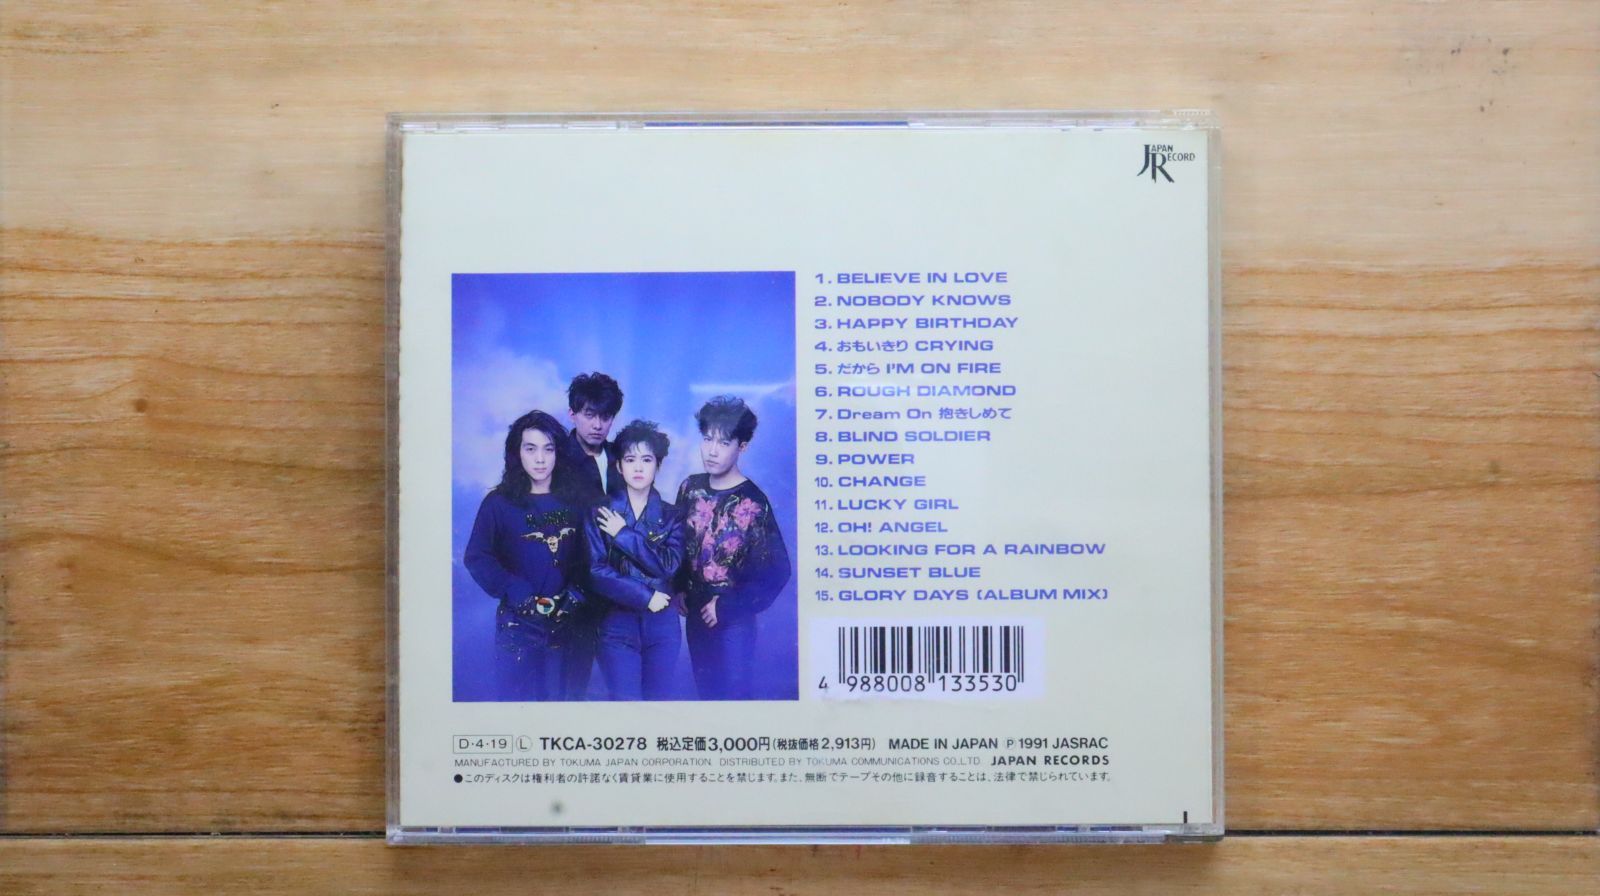 JAPAN
RECORD
1. BELIEVE IN LOVE
2. NOBODY KNOWS
3. HAPPY BIRTHDAY
4. おもいきり CRYING
5. だから I'M ON FIRE
6. ROUGH DIAMOND
7. Dream On 抱きしめて
8. BLIND SOLDIER
9. POWER
10. CHANGE
11. LUCKY GIRL
12. OH! ANGEL
13. LOOKING FOR A RAINBOW
14. SUNSET BLUE
15. GLORY DAYS (ALBUM MIX)
4 988008 133530
D・4・19 Ⓛ TKCA-30278 税込定価3,000円(税抜価格2,913円) MADE IN JAPAN Ⓟ1991 JASRAC
MANUFACTURED BY TOKUMA JAPAN CORPORATION. DISTRIBUTED BY TOKUMA COMMUNICATIONS CO.,LTD. JAPAN RECORDS
●このディスクは権利者の許諾なく賃貸業に使用することを禁じます。また、無断でテープその他に録音することは、法律で禁じられています。